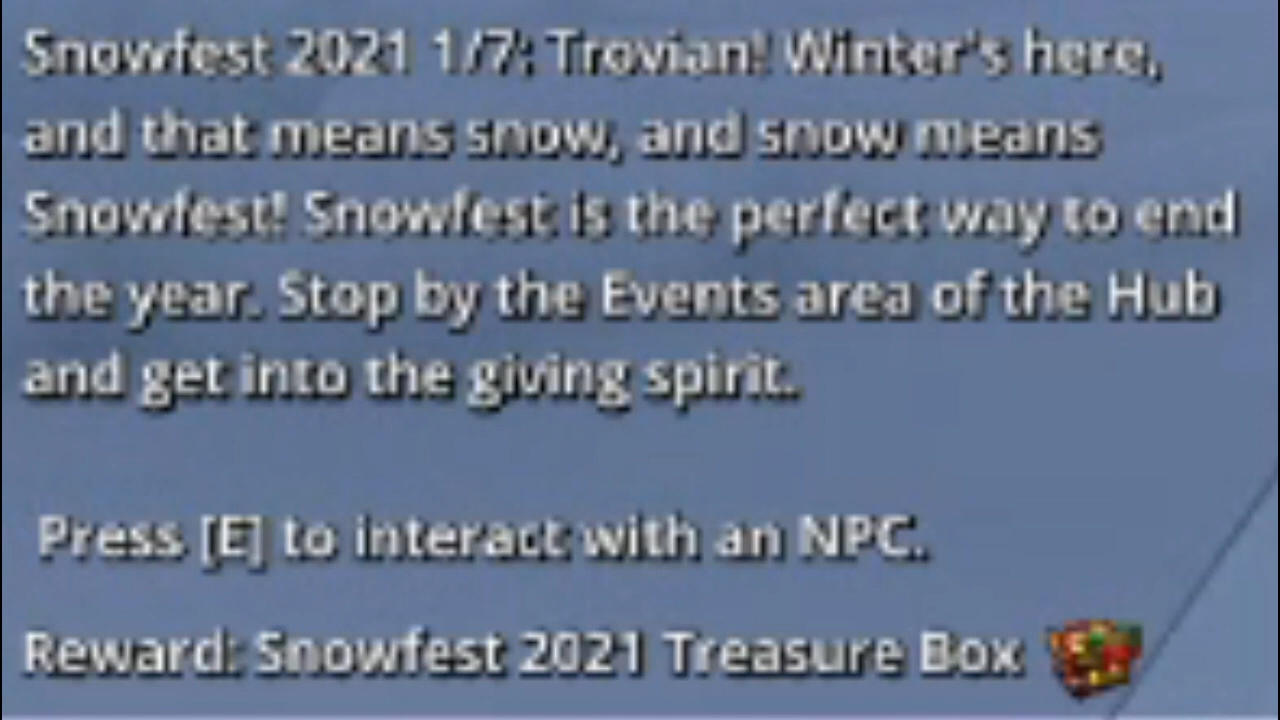 Snowfest 2021 1/7: Trovian! Winter's here,
and that means snow, and snow means
Snowfest! Snowfest is the perfect way to end
the year. Stop by the Events area of the Hub
and get into the giving spirit.
Press [E] to interact with an NPC.
Reward: Snowfest 2021 Treasure Box